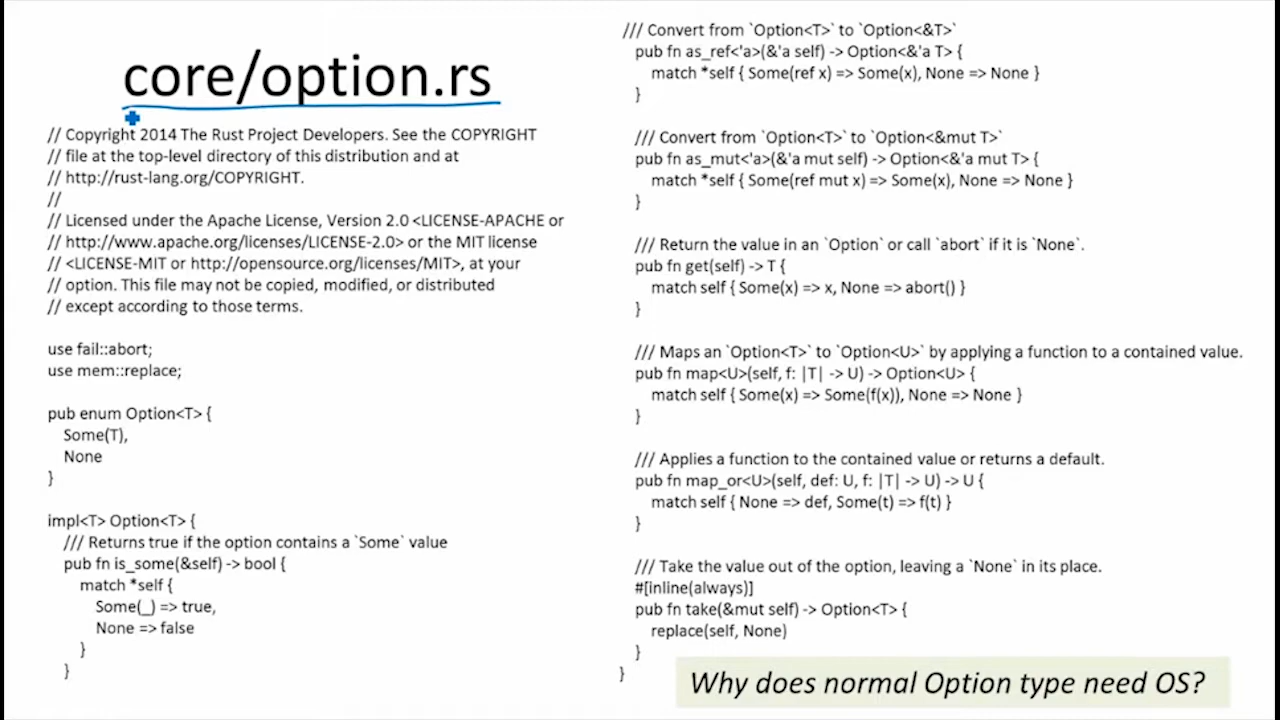 core/option.rs
// Copyright 2014 The Rust Project Developers. See the COPYRIGHT
// file at the top-level directory of this distribution and at
// http://rust-lang.org/COPYRIGHT.
//
// Licensed under the Apache License, Version 2.0 <LICENSE-APACHE or
// http://www.apache.org/licenses/LICENSE-2.0> or the MIT license
// <LICENSE-MIT or http://opensource.org/licenses/MIT>, at your
// option. This file may not be copied, modified, or distributed
// except according to those terms.
use fail::abort;
use mem::replace;
pub enum Option<T> {
Some(T),
None
}
impl<T> Option<T> {
/// Returns true if the option contains a `Some` value
pub fn is_some(&self) -> bool {
match *self {
Some(_) => true,
None => false
}
}
/// Convert from `Option<T>` to `Option<&T>`
pub fn as_ref<'a>(&'a self) -> Option<&'a T> {
match *self { Some(ref x) => Some(x), None => None }
}
/// Convert from `Option<T>` to `Option<&mut T>`
pub fn as_mut<'a>(&'a mut self) -> Option<&'a mut T> {
match *self { Some(ref mut x) => Some(x), None => None }
}
/// Return the value in an `Option` or call `abort` if it is `None`.
pub fn get(self) -> T {
match self { Some(x) => x, None => abort() }
}
/// Maps an `Option<T>` to `Option<U>` by applying a function to a contained value.
pub fn map<U>(self, f: |T| -> U) -> Option<U> {
match self { Some(x) => Some(f(x)), None => None }
}
/// Applies a function to the contained value or returns a default.
pub fn map_or<U>(self, def: U, f: |T| -> U) -> U {
match self { None => def, Some(t) => f(t) }
}
/// Take the value out of the option, leaving a `None` in its place.
#[inline(always)]
pub fn take(&mut self) -> Option<T> {
replace(self, None)
}
}
Why does normal Option type need OS?